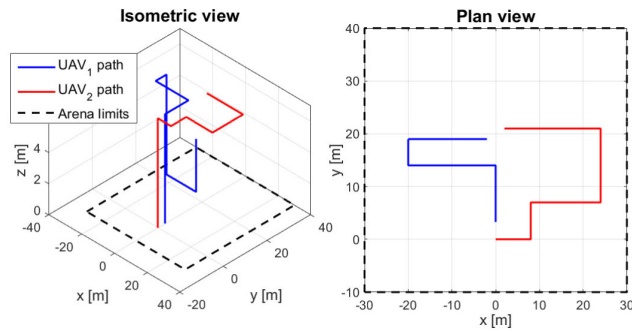 Isometric view
Plan view
UAV1 path
UAV2 path
Arena limits
z [m]
4
2
0
-40
-20
0
20
40
x [m]
-20
0
20
40
y [m]
40
30
20
10
0
-10
y [m]
-30
-20
-10
0
10
20
30
x [m]